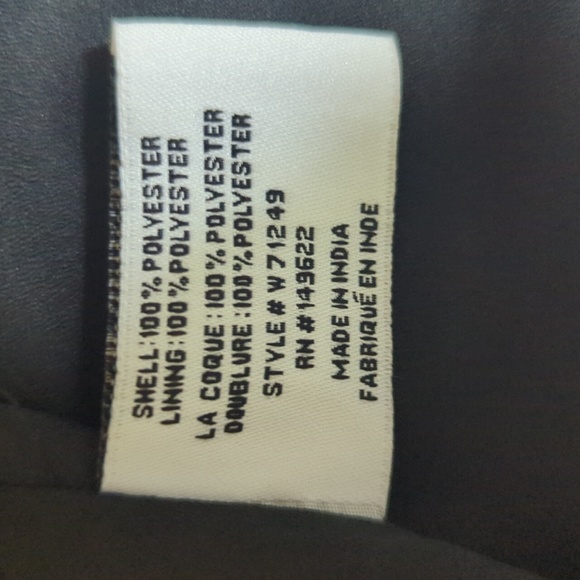 SHELL:100% POLYESTER
LINING:100% POLYESTER
LA COQUE:100% POLYESTER
DOUBLURE:100% POLYESTER
STYLE # W71249
RN # 149622
MADE IN INDIA
FABRIQUÉ EN INDE